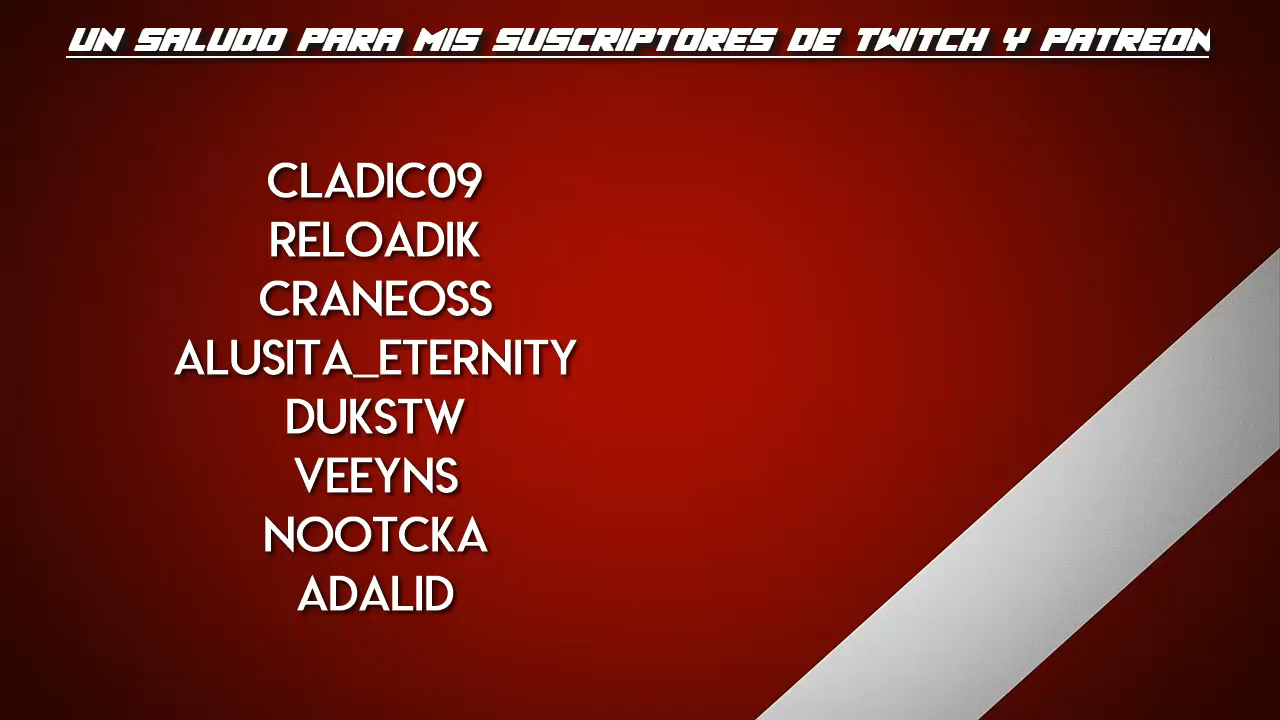 UN SALUDO PARA MIS SUSCRIPTORES DE TWITCH Y PATREON
CLADIC09
RELOADIK
CRANEOSS
ALUSITA_ETERNITY
DUKSTW
VEEYNS
NOOTCKA
ADALID